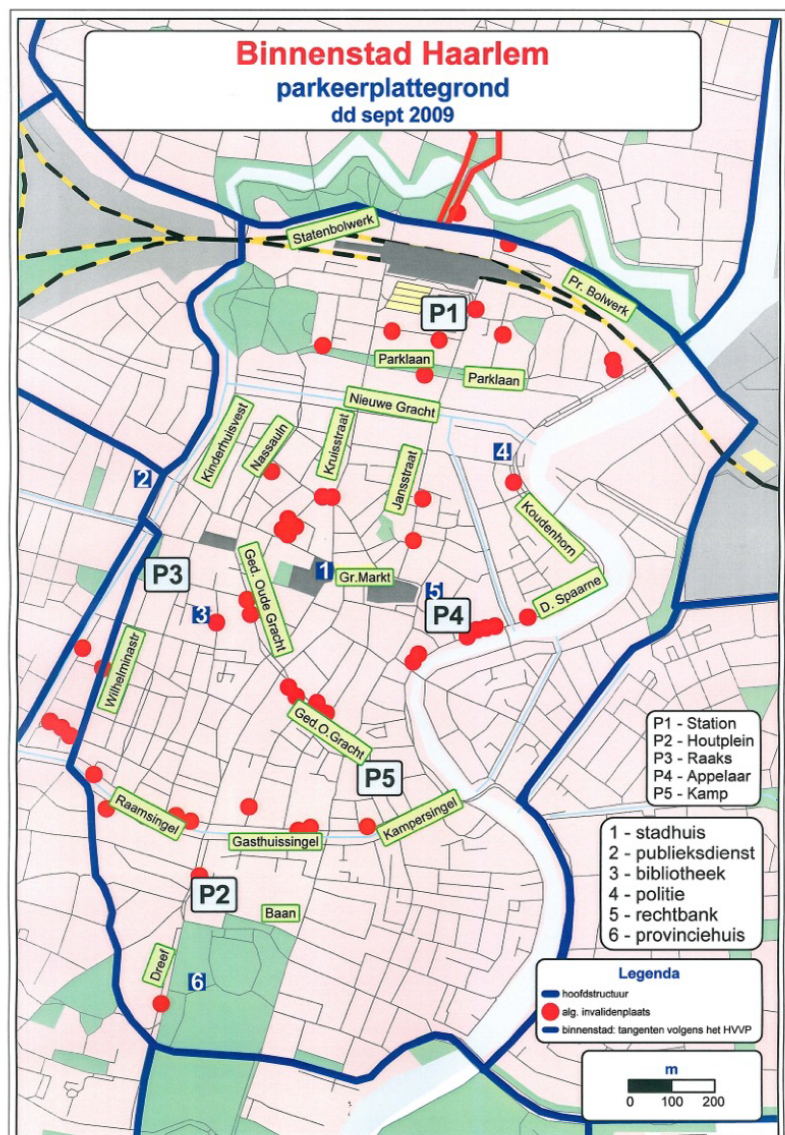 Binnenstad Haarlem
parkeerplattegrond
dd sept 2009
Statenbolwerk
Pr. Bolwerk
P1
Parklaan
Parklaan
Nieuwe Gracht
Kinderhuisvest
Nassauln
Kruisstraat
Jansstraat
4
2
Koudenhorn
P3
1
Gr.Markt
5
Ged. Oude Gracht
3
P4
D. Spaarne
Wilhelminastr
Ged.O.Gracht
P5
Raamsingel
Gasthuissingel
Kampersingel
P2
Baan
Dreef
6
P1 - Station
P2 - Houtplein
P3 - Raaks
P4 - Appelaar
P5 - Kamp
1 - stadhuis
2 - publieksdienst
3 - bibliotheek
4 - politie
5 - rechtbank
6 - provinciehuis
Legenda
hoofdstructuur
alg. invalidenplaats
binnenstad: tangenten volgens het HVVP
m
0 100 200